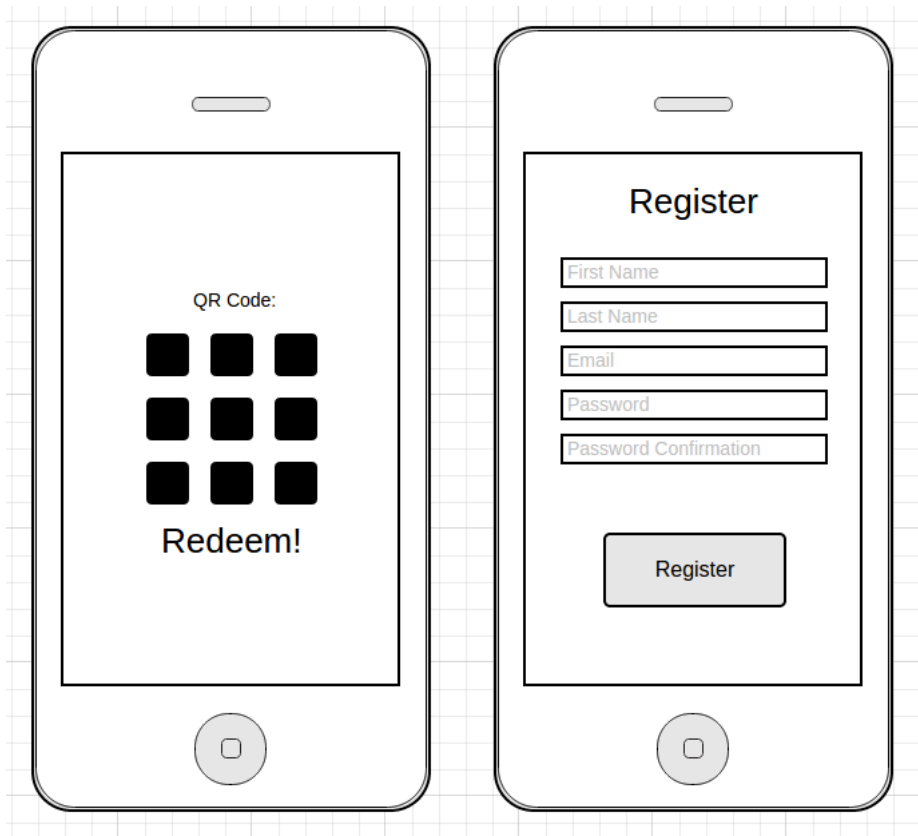 QR Code:
Redeem!
Register
First Name
Last Name
Email
Password
Password Confirmation
Register